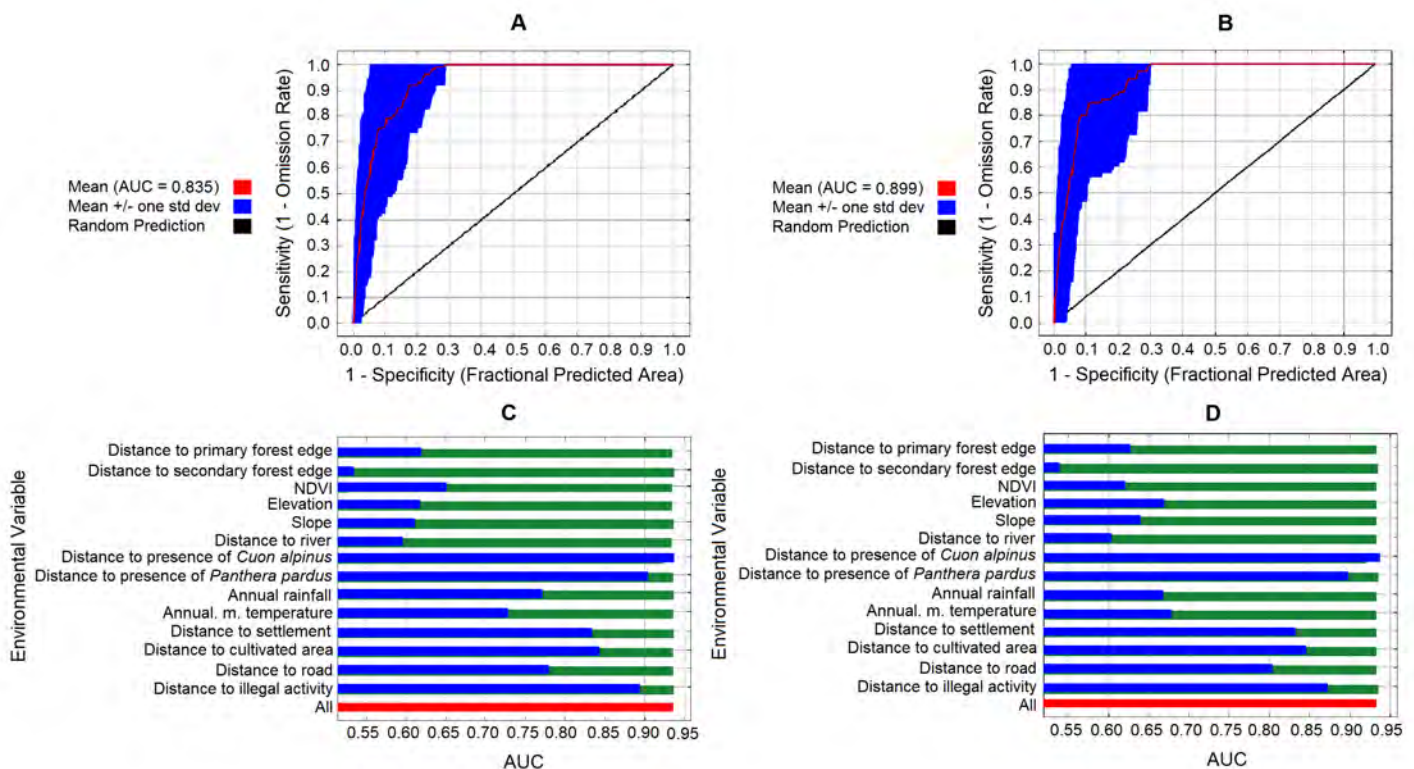 A
1.0
0.9
0.8
0.7
0.6
0.5
0.4
0.3
0.2
0.1
0.0
Sensitivity (1 - Omission Rate)
Mean (AUC = 0.835)
Mean +/- one std dev
Random Prediction
0.0 0.1 0.2 0.3 0.4 0.5 0.6 0.7 0.8 0.9 1.0
1 - Specificity (Fractional Predicted Area)
B
1.0
0.9
0.8
0.7
0.6
0.5
0.4
0.3
0.2
0.1
0.0
Sensitivity (1 - Omission Rate)
Mean (AUC = 0.899)
Mean +/- one std dev
Random Prediction
0.0 0.1 0.2 0.3 0.4 0.5 0.6 0.7 0.8 0.9 1.0
1 - Specificity (Fractional Predicted Area)
C
Environmental Variable
Distance to primary forest edge
Distance to secondary forest edge
NDVI
Elevation
Slope
Distance to river
Distance to presence of Cuon alpinus
Distance to presence of Panthera pardus
Annual rainfall
Annual. m. temperature
Distance to settlement
Distance to cultivated area
Distance to road
Distance to illegal activity
All
0.55 0.60 0.65 0.70 0.75 0.80 0.85 0.90 0.95
AUC
D
Environmental Variable
Distance to primary forest edge
Distance to secondary forest edge
NDVI
Elevation
Slope
Distance to river
Distance to presence of Cuon alpinus
Distance to presence of Panthera pardus
Annual rainfall
Annual. m. temperature
Distance to settlement
Distance to cultivated area
Distance to road
Distance to illegal activity
All
0.55 0.60 0.65 0.70 0.75 0.80 0.85 0.90 0.95
AUC